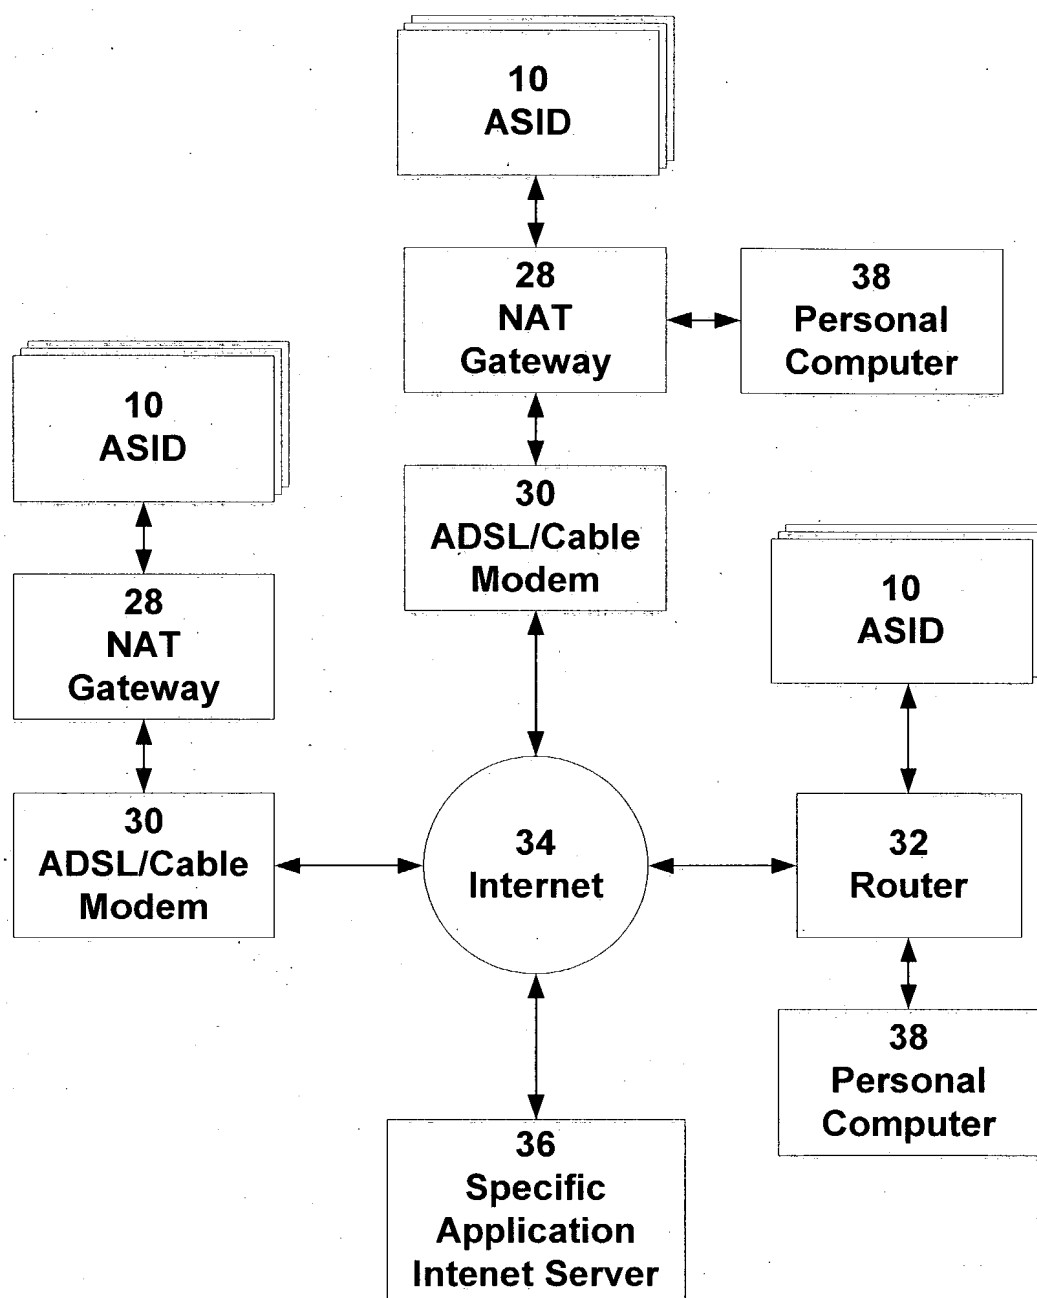 10
ASID
28
NAT
Gateway
38
Personal
Computer
10
ASID
30
ADSL/Cable
Modem
10
ASID
28
NAT
Gateway
30
ADSL/Cable
Modem
34
Internet
32
Router
38
Personal
Computer
36
Specific
Application
Intenet Server